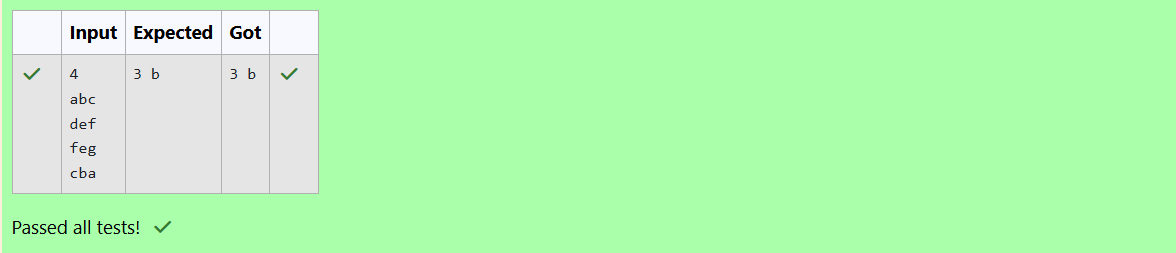 Input Expected Got
4 3 b 3 b
abc
def
feg
cba
Passed all tests!